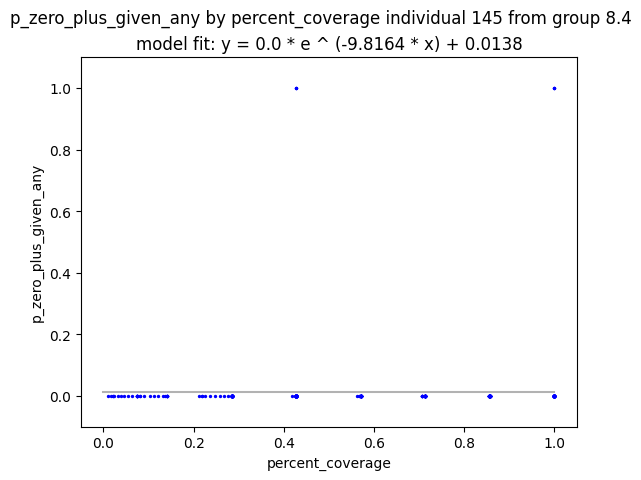 p_zero_plus_given_any by percent_coverage individual 145 from group 8.4
model fit: y = 0.0 * e ^ (-9.8164 * x) + 0.0138
1.0
0.8
0.6
0.4
0.2
0.0
p_zero_plus_given_any
0.0 0.2 0.4 0.6 0.8 1.0
percent_coverage